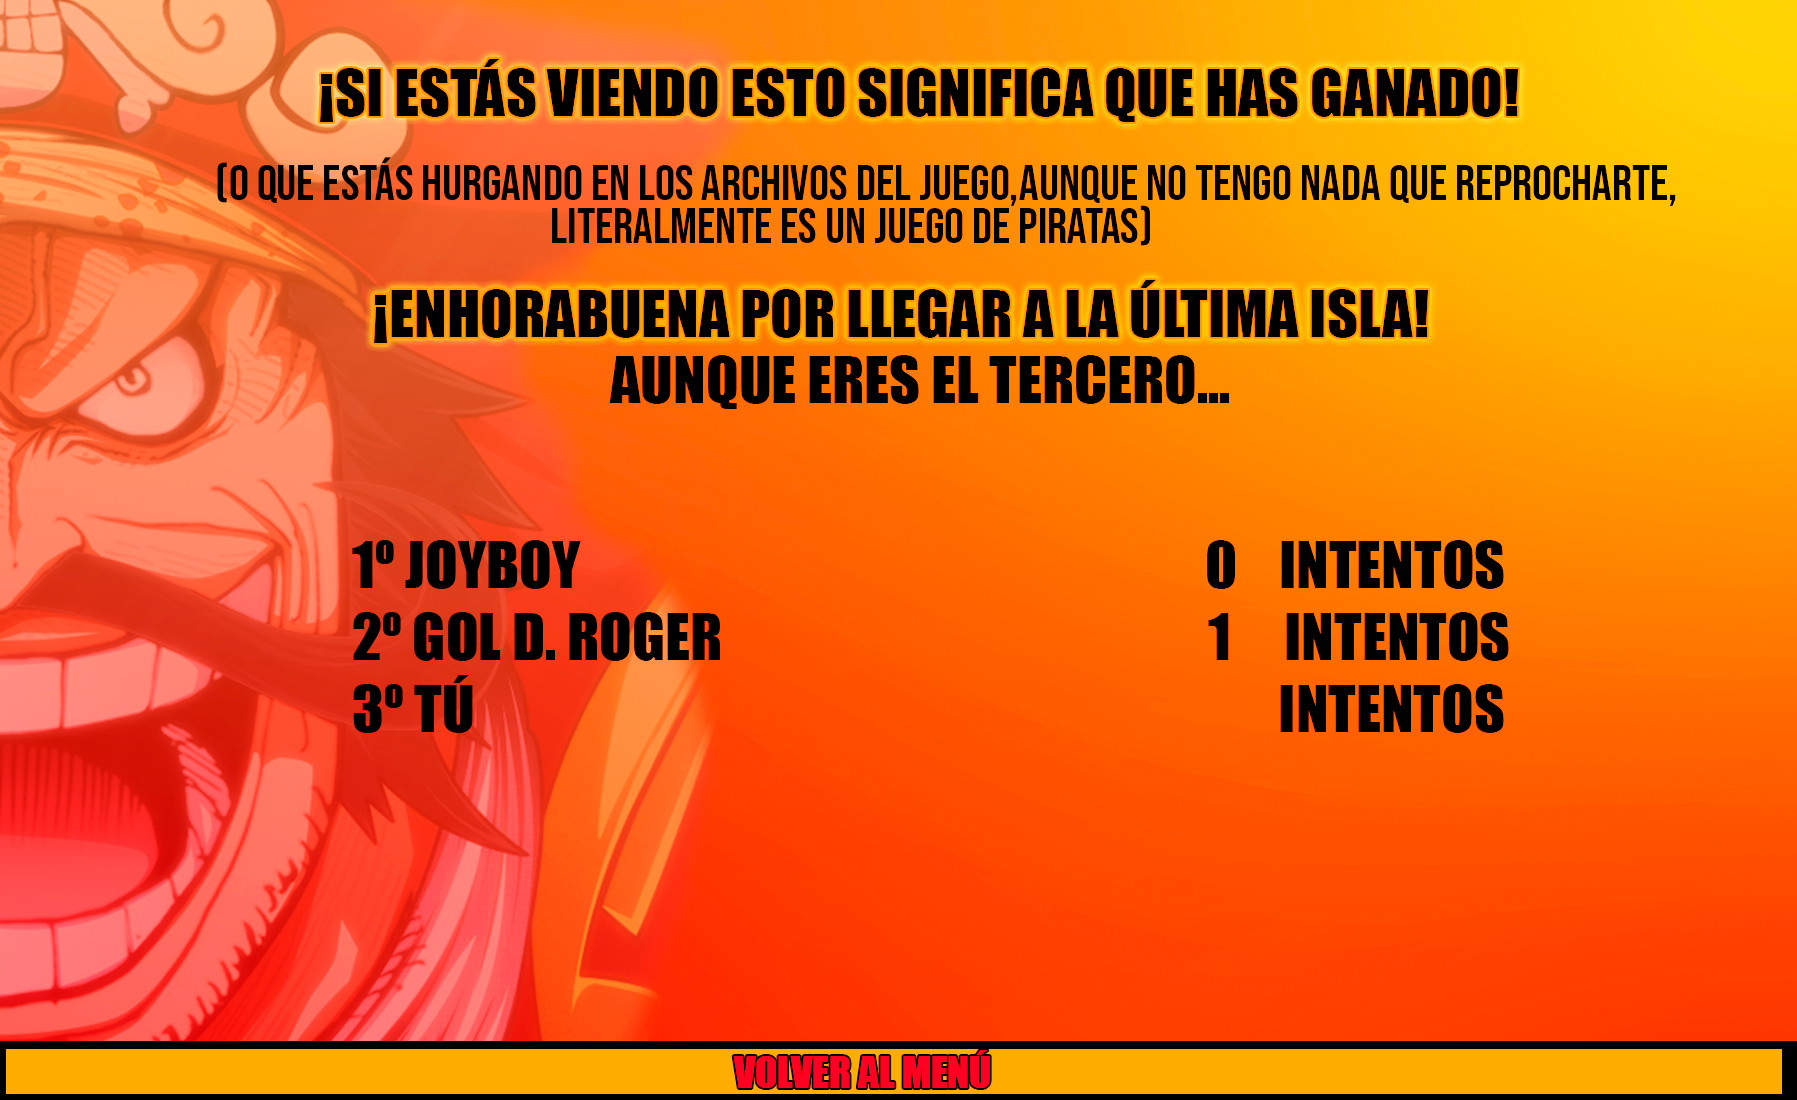 ¡SI ESTÁS VIENDO ESTO SIGNIFICA QUE HAS GANADO!
(O QUE ESTÁS HURGANDO EN LOS ARCHIVOS DEL JUEGO,AUNQUE NO TENGO NADA QUE REPROCHARTE,
LITERALMENTE ES UN JUEGO DE PIRATAS)
¡ENHORABUENA POR LLEGAR A LA ÚLTIMA ISLA!
AUNQUE ERES EL TERCERO...
1º JOYBOY 0 INTENTOS
2º GOL D. ROGER 1 INTENTOS
3º TÚ INTENTOS
VOLVER AL MENÚ